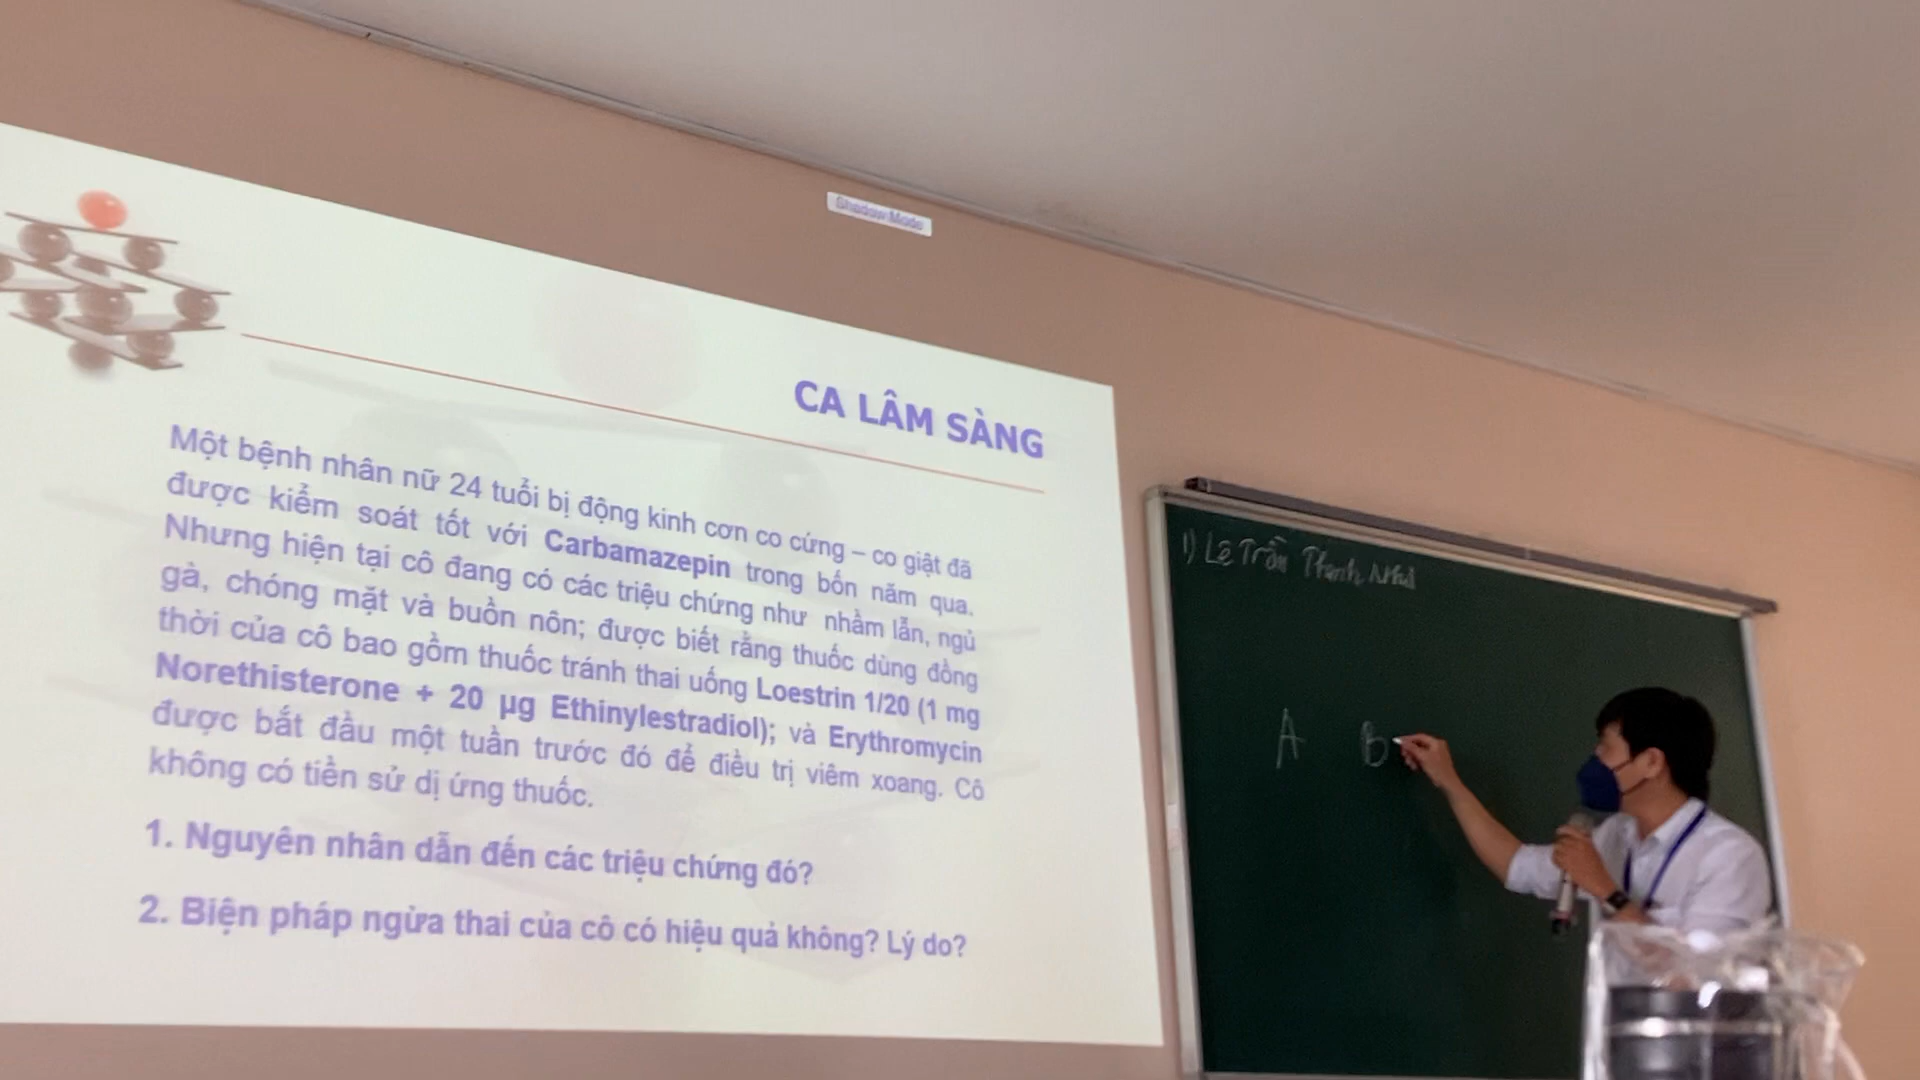 Shadow Mode
CA LÂM SÀNG
Một bệnh nhân nữ 24 tuổi bị động kinh cơn co cứng – co giật đã
được kiểm soát tốt với Carbamazepin trong bốn năm qua.
Nhưng hiện tại cô đang có các triệu chứng như nhầm lẫn, ngủ
gà, chóng mặt và buồn nôn; được biết rằng thuốc dùng đồng
thời của cô bao gồm thuốc tránh thai uống Loestrin 1/20 (1 mg
Norethisterone + 20 µg Ethinylestradiol); và Erythromycin
được bắt đầu một tuần trước đó để điều trị viêm xoang. Cô
không có tiền sử dị ứng thuốc.
1. Nguyên nhân dẫn đến các triệu chứng đó?
2. Biện pháp ngừa thai của cô có hiệu quả không? Lý do?
1) Lê Trần Thanh
A B